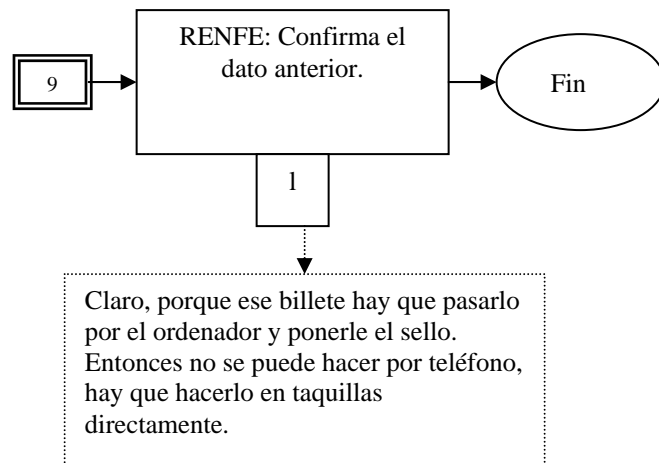 RENFE: Confirma el
dato anterior.
9
Fin
l
Claro, porque ese billete hay que pasarlo
por el ordenador y ponerle el sello.
Entonces no se puede hacer por teléfono,
hay que hacerlo en taquillas
directamente.